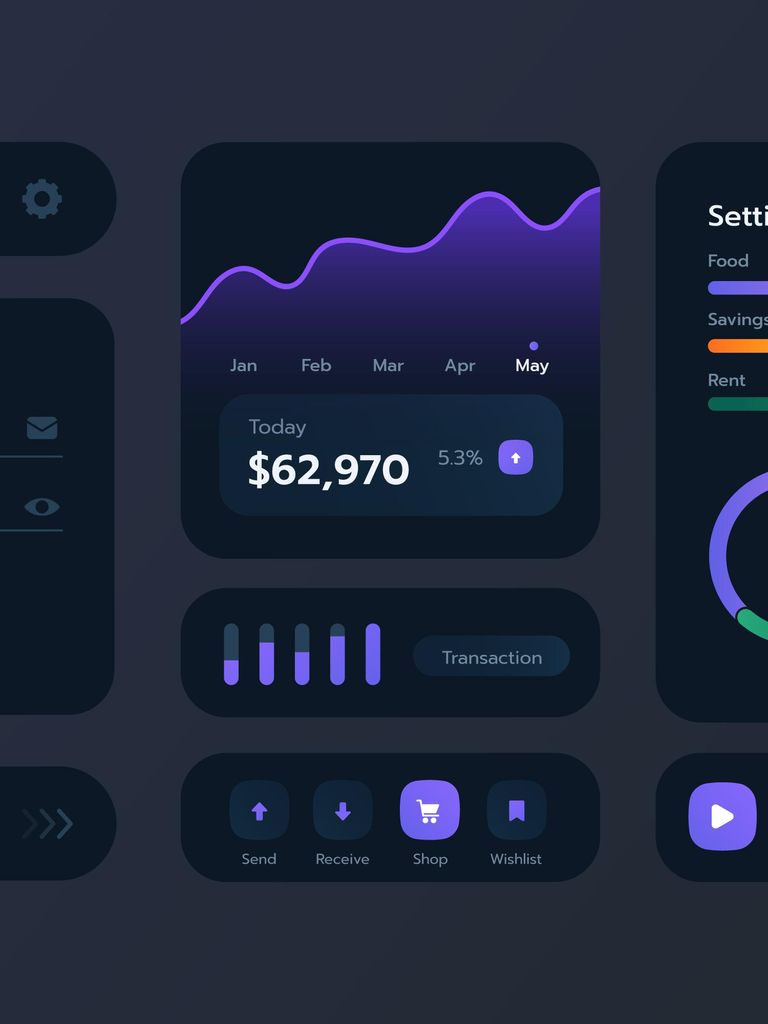 Jan Feb Mar Apr May
Today
$62,970
5.3%
Transaction
Send Receive Shop Wishlist
Setti
Food
Savings
Rent